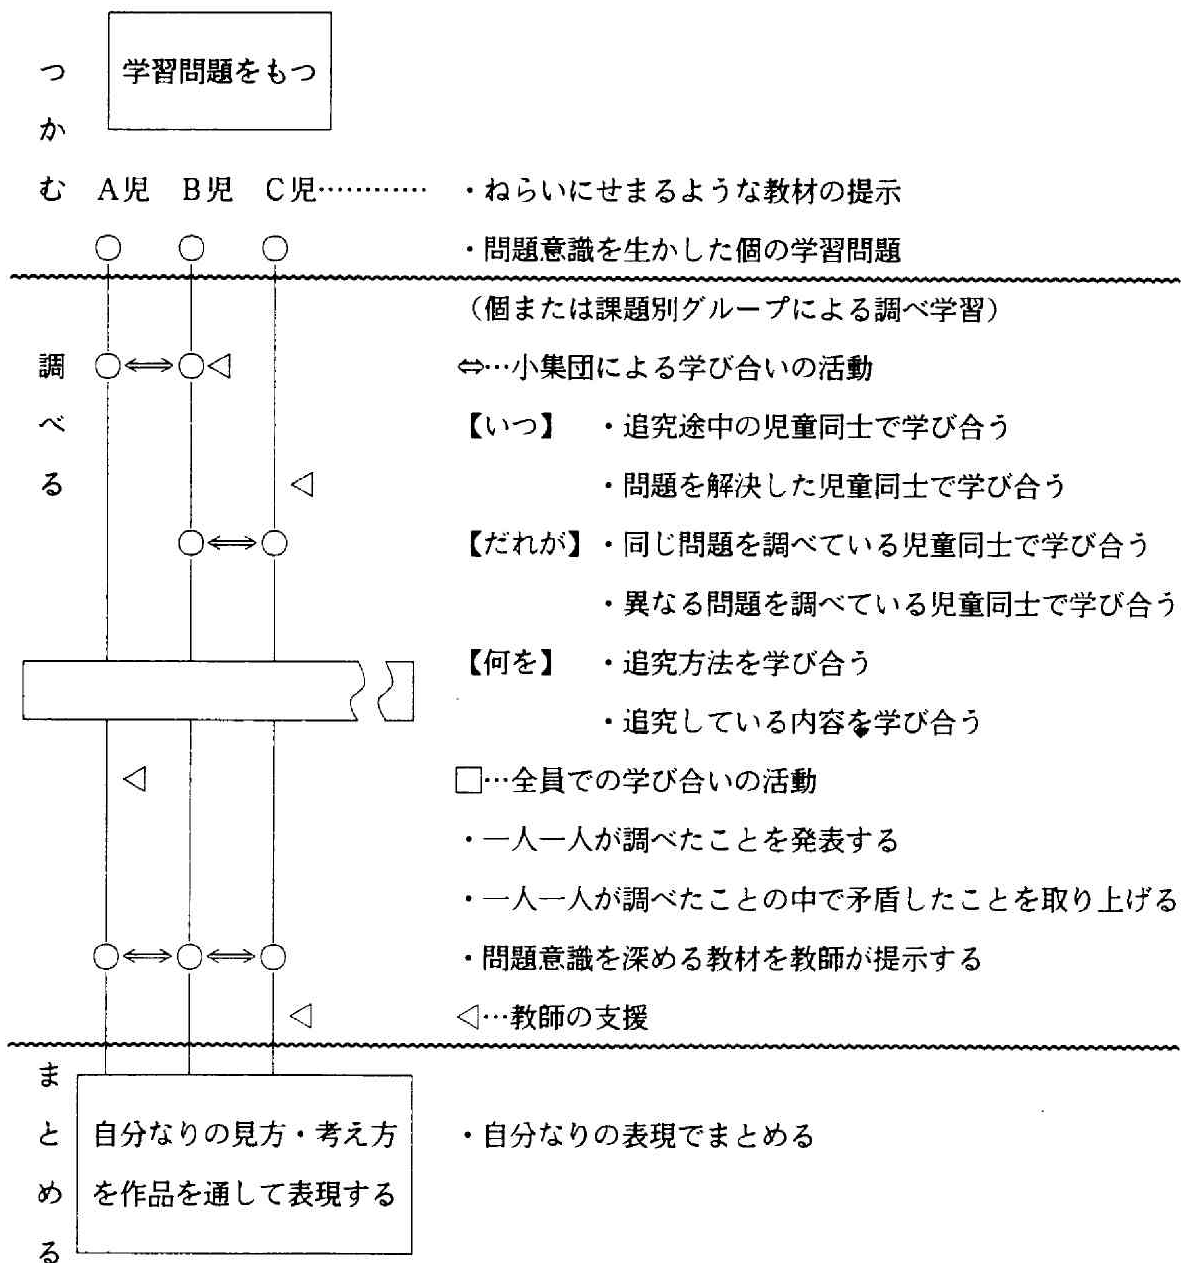 つかむ
学習問題をもつ
A児 B児 C児………… ・ねらいにせまるような教材の提示
・問題意識を生かした個の学習問題
調べる
（個または課題別グループによる調べ学習）
⇔…小集団による学び合いの活動
【いつ】 ・追究途中の児童同士で学び合う
・問題を解決した児童同士で学び合う
【だれが】・同じ問題を調べている児童同士で学び合う
・異なる問題を調べている児童同士で学び合う
【何を】 ・追究方法を学び合う
・追究している内容を学び合う
□…全員での学び合いの活動
・一人一人が調べたことを発表する
・一人一人が調べたことの中で矛盾したことを取り上げる
・問題意識を深める教材を教師が提示する
◁…教師の支援
まとめる
自分なりの見方・考え方
を作品を通して表現する
・自分なりの表現でまとめる